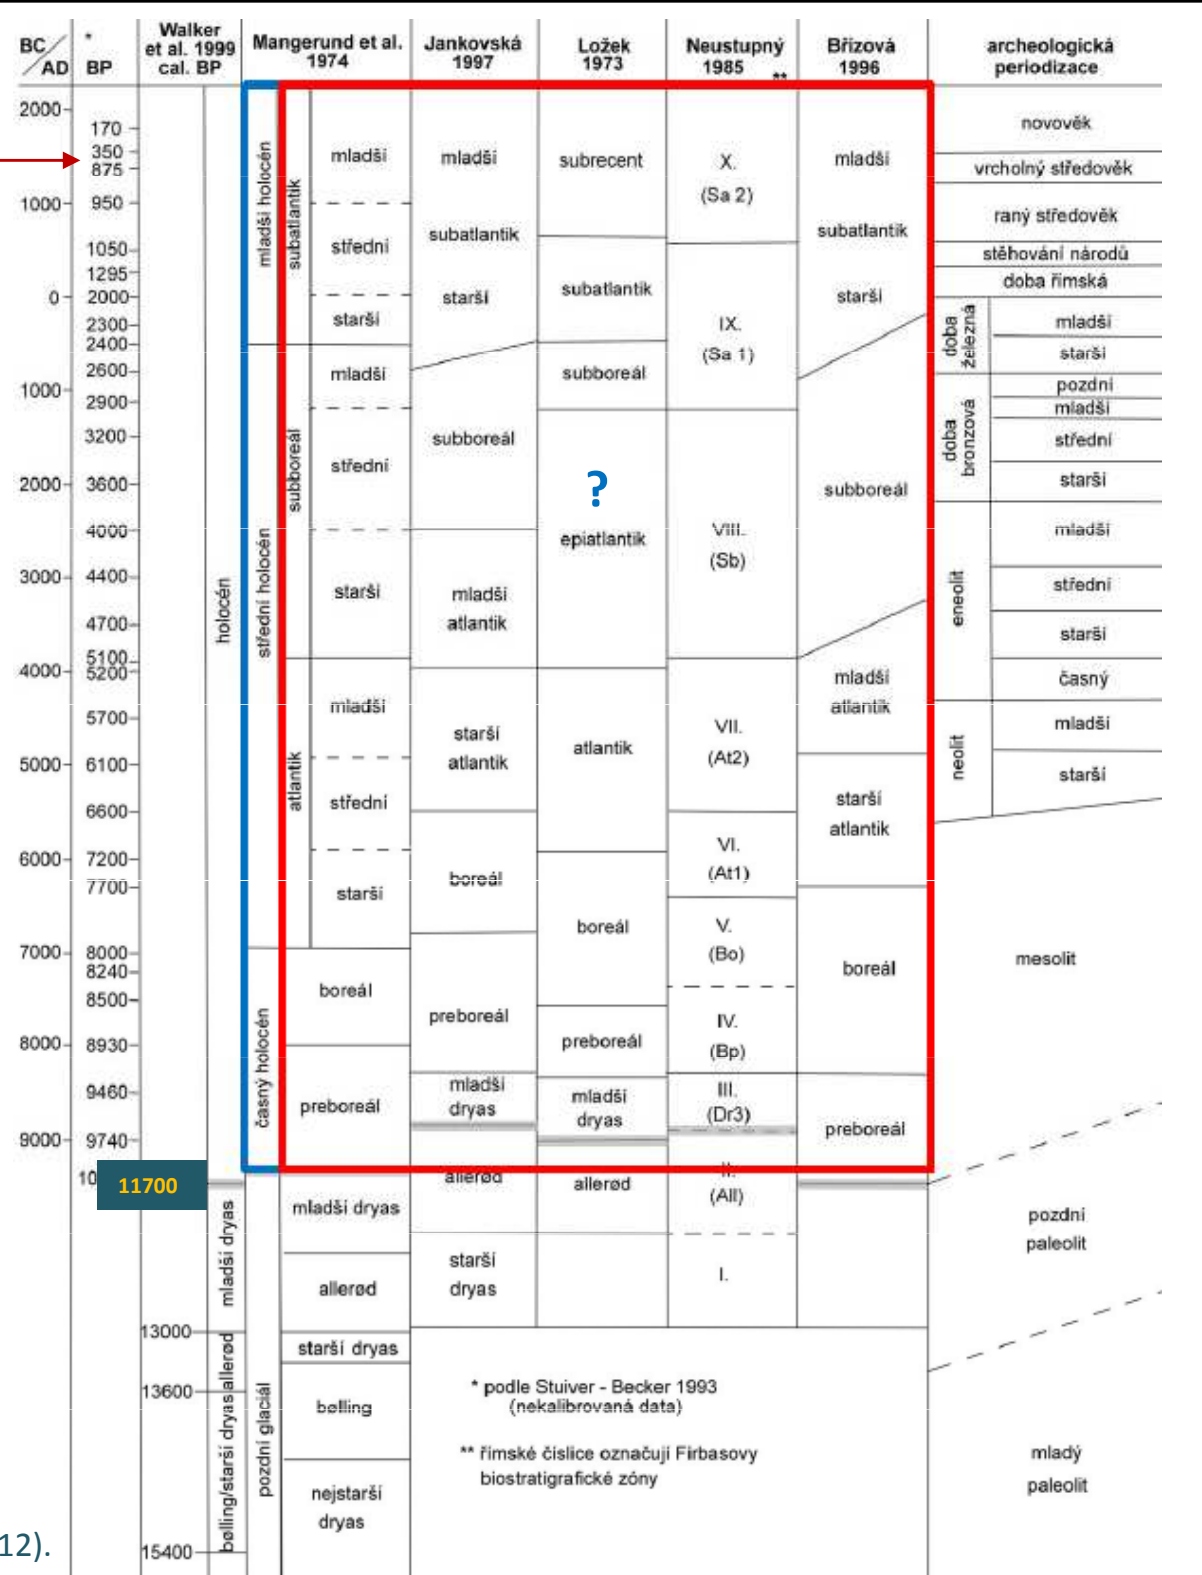 BC/AD
*
BP
Walker
et al. 1999
cal. BP
Mangerund et al.
1974
Jankovská
1997
Ložek
1973
Neustupný
1985
**
Břízová
1996
archeologická
periodizace
2000
1000
0
1000
2000
3000
4000
5000
6000
7000
8000
9000
170
350
875
950
1050
1295
2000
2300
2400
2600
2900
3200
3600
4000
4400
4700
5100
5200
5700
6100
6600
7200
7700
8000
8240
8500
8930
9460
9740
10
11700
13000
13600
15400
holocén
mladší dryas
bølling/starší dryas/allerød
mladší holocén
střední holocén
časný holocén
pozdní glaciál
subatlantik
subboreál
atlantik
mladší
střední
starší
mladší
střední
starší
mladší
střední
starší
boreál
preboreál
mladší dryas
allerød
starší dryas
bølling
nejstarší
dryas
mladší
subatlantik
starší
subboreál
mladší
atlantik
starší
atlantik
boreál
preboreál
mladší
dryas
allerød
starší
dryas
subrecent
subatlantik
subboreál
?
epiatlantik
atlantik
boreál
preboreál
mladší
dryas
allerød
X.
(Sa 2)
IX.
(Sa 1)
VIII.
(Sb)
VII.
(At2)
VI.
(At1)
V.
(Bo)
IV.
(Bp)
III.
(Dr3)
II.
(All)
I.
mladší
subatlantik
starší
subboreál
mladší
atlantik
starší
atlantik
boreál
preboreál
novověk
vrcholný středověk
raný středověk
stěhování národů
doba římská
doba
železná
mladší
starší
doba
bronzová
pozdní
mladší
střední
starší
eneolit
mladší
střední
starší
časný
neolit
mladší
starší
mesolit
pozdní
paleolit
mladý
paleolit
* podle Stuiver - Becker 1993
(nekalibrovaná data)
** římské číslice označují Firbasovy
biostratigrafické zóny
12).